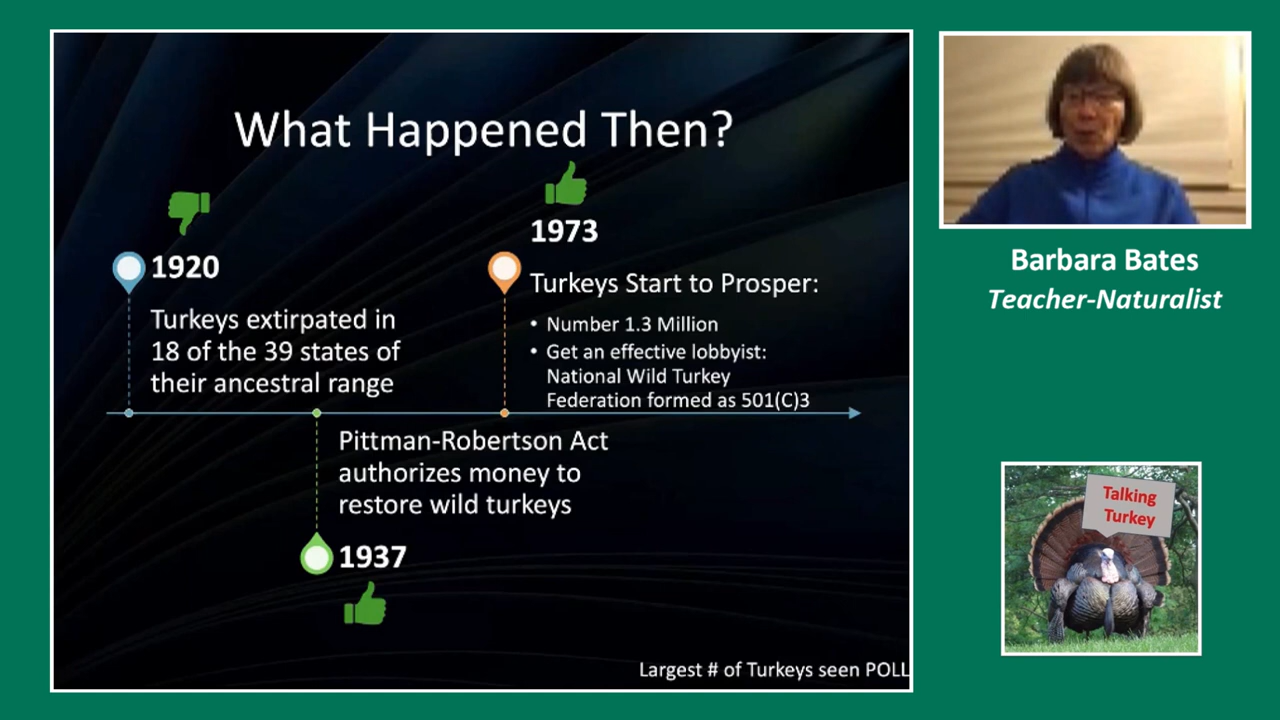 What Happened Then?
1920
Turkeys extirpated in
18 of the 39 states of
their ancestral range
Pittman-Robertson Act
authorizes money to
restore wild turkeys
1937
1973
Turkeys Start to Prosper:
• Number 1.3 Million
• Get an effective lobbyist:
National Wild Turkey
Federation formed as 501(C)3
Largest # of Turkeys seen POLL
Barbara Bates
Teacher-Naturalist
Talking
Turkey